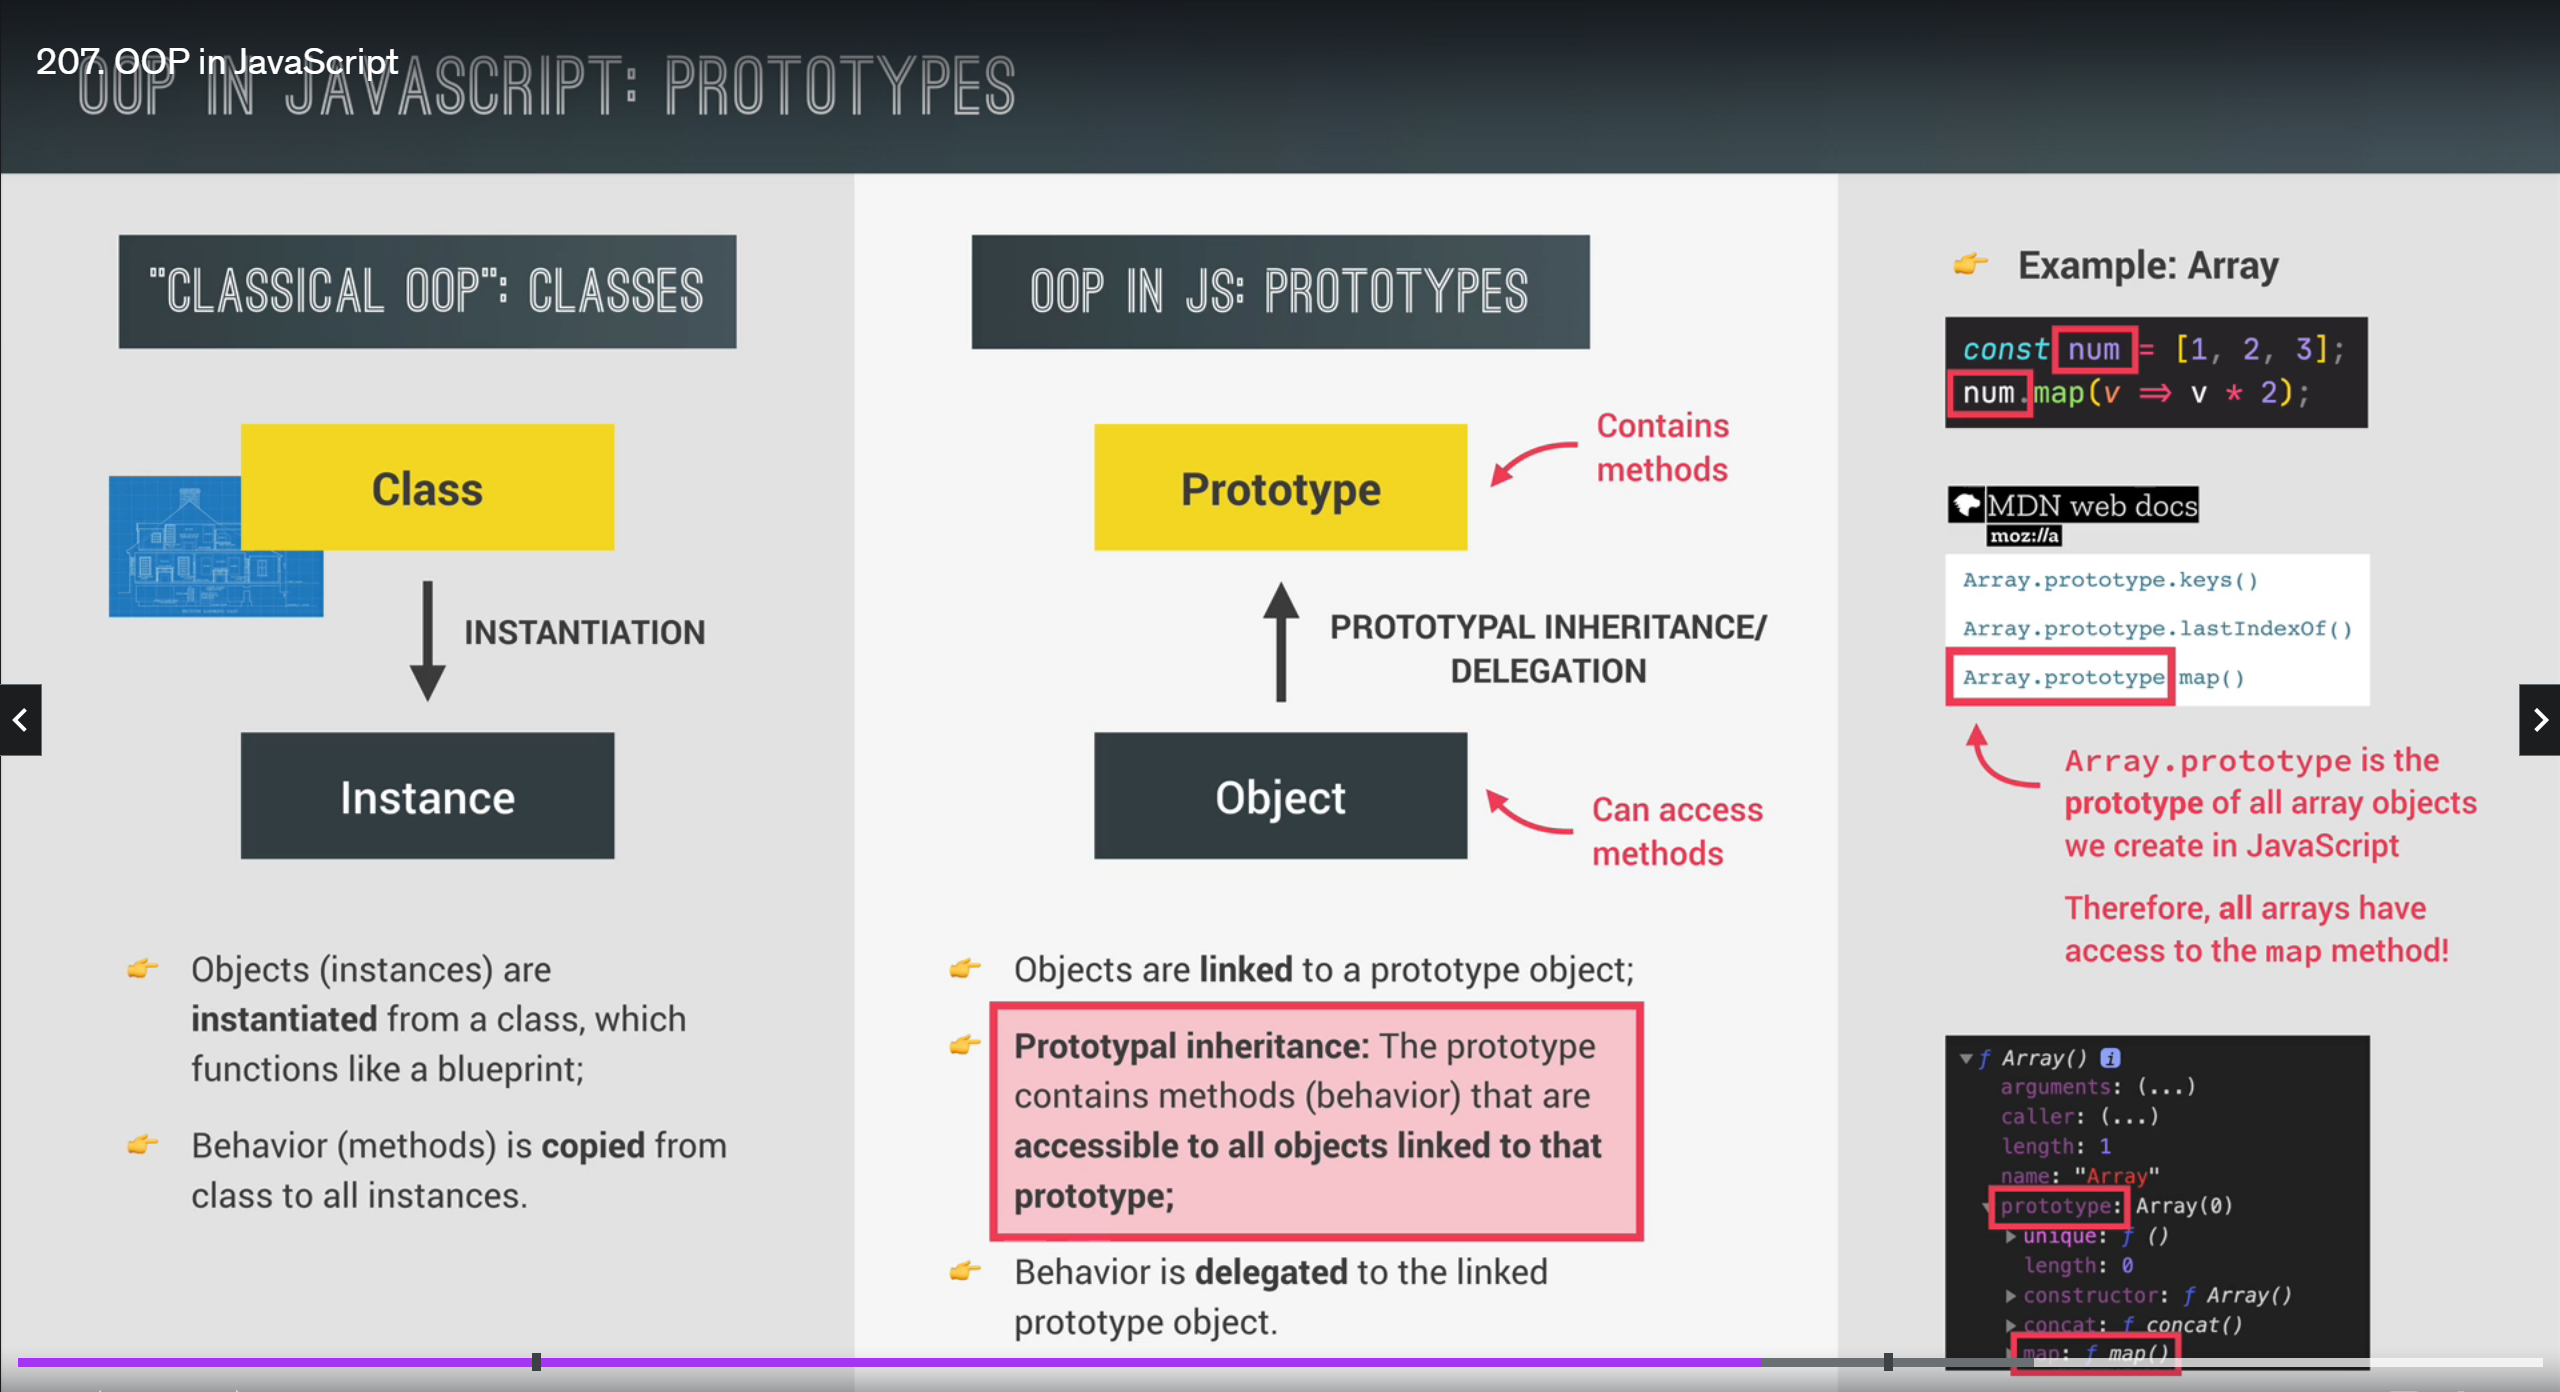 207. OOP in JavaScript
OOP IN JAVASCRIPT: PROTOTYPES
"CLASSICAL OOP": CLASSES
Class
INSTANTIATION
Instance
👉 Objects (instances) are
instantiated from a class, which
functions like a blueprint;
👉 Behavior (methods) is copied from
class to all instances.
OOP IN JS: PROTOTYPES
Prototype
Contains
methods
PROTOTYPAL INHERITANCE/
DELEGATION
Object
Can access
methods
👉 Objects are linked to a prototype object;
👉 Prototypal inheritance: The prototype
contains methods (behavior) that are
accessible to all objects linked to that
prototype;
👉 Behavior is delegated to the linked
prototype object.
👉 Example: Array
const num = [1, 2, 3];
num.map(v => v * 2);
MDN web docs
moz://a
Array.prototype.keys()
Array.prototype.lastIndexOf()
Array.prototype map()
Array.prototype is the
prototype of all array objects
we create in JavaScript
Therefore, all arrays have
access to the map method!
▼ƒ Array() i
arguments: (...)
caller: (...)
length: 1
name: "Array"
prototype: Array(0)
▶unique: ƒ ()
length: 0
▶constructor: ƒ Array()
▶concat: ƒ concat()
map: ƒ map()